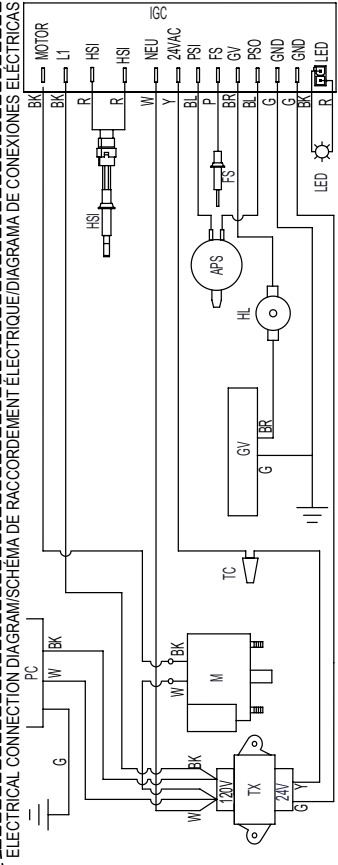 ELECTRICAL CONNECTION DIAGRAM/SCHÉMA DE RACCORDEMENT ÉLECTRIQUE/DIAGRAMA DE CONEXIONES ELÉCTRICAS
IGC
MOTOR
L1
HSI
HSI
NEU
24VAC
PSI
FS
GV
PSO
GND
GND
LED
BK
BK
R
R
W
Y
BL
P
BR
BL
G
G
BK
R
HSI
FS
LED
APS
HL
GV
BR
G
TC
PC
BK
W
G
W
BK
M
BK
W
120V
TX
24V
Y
G